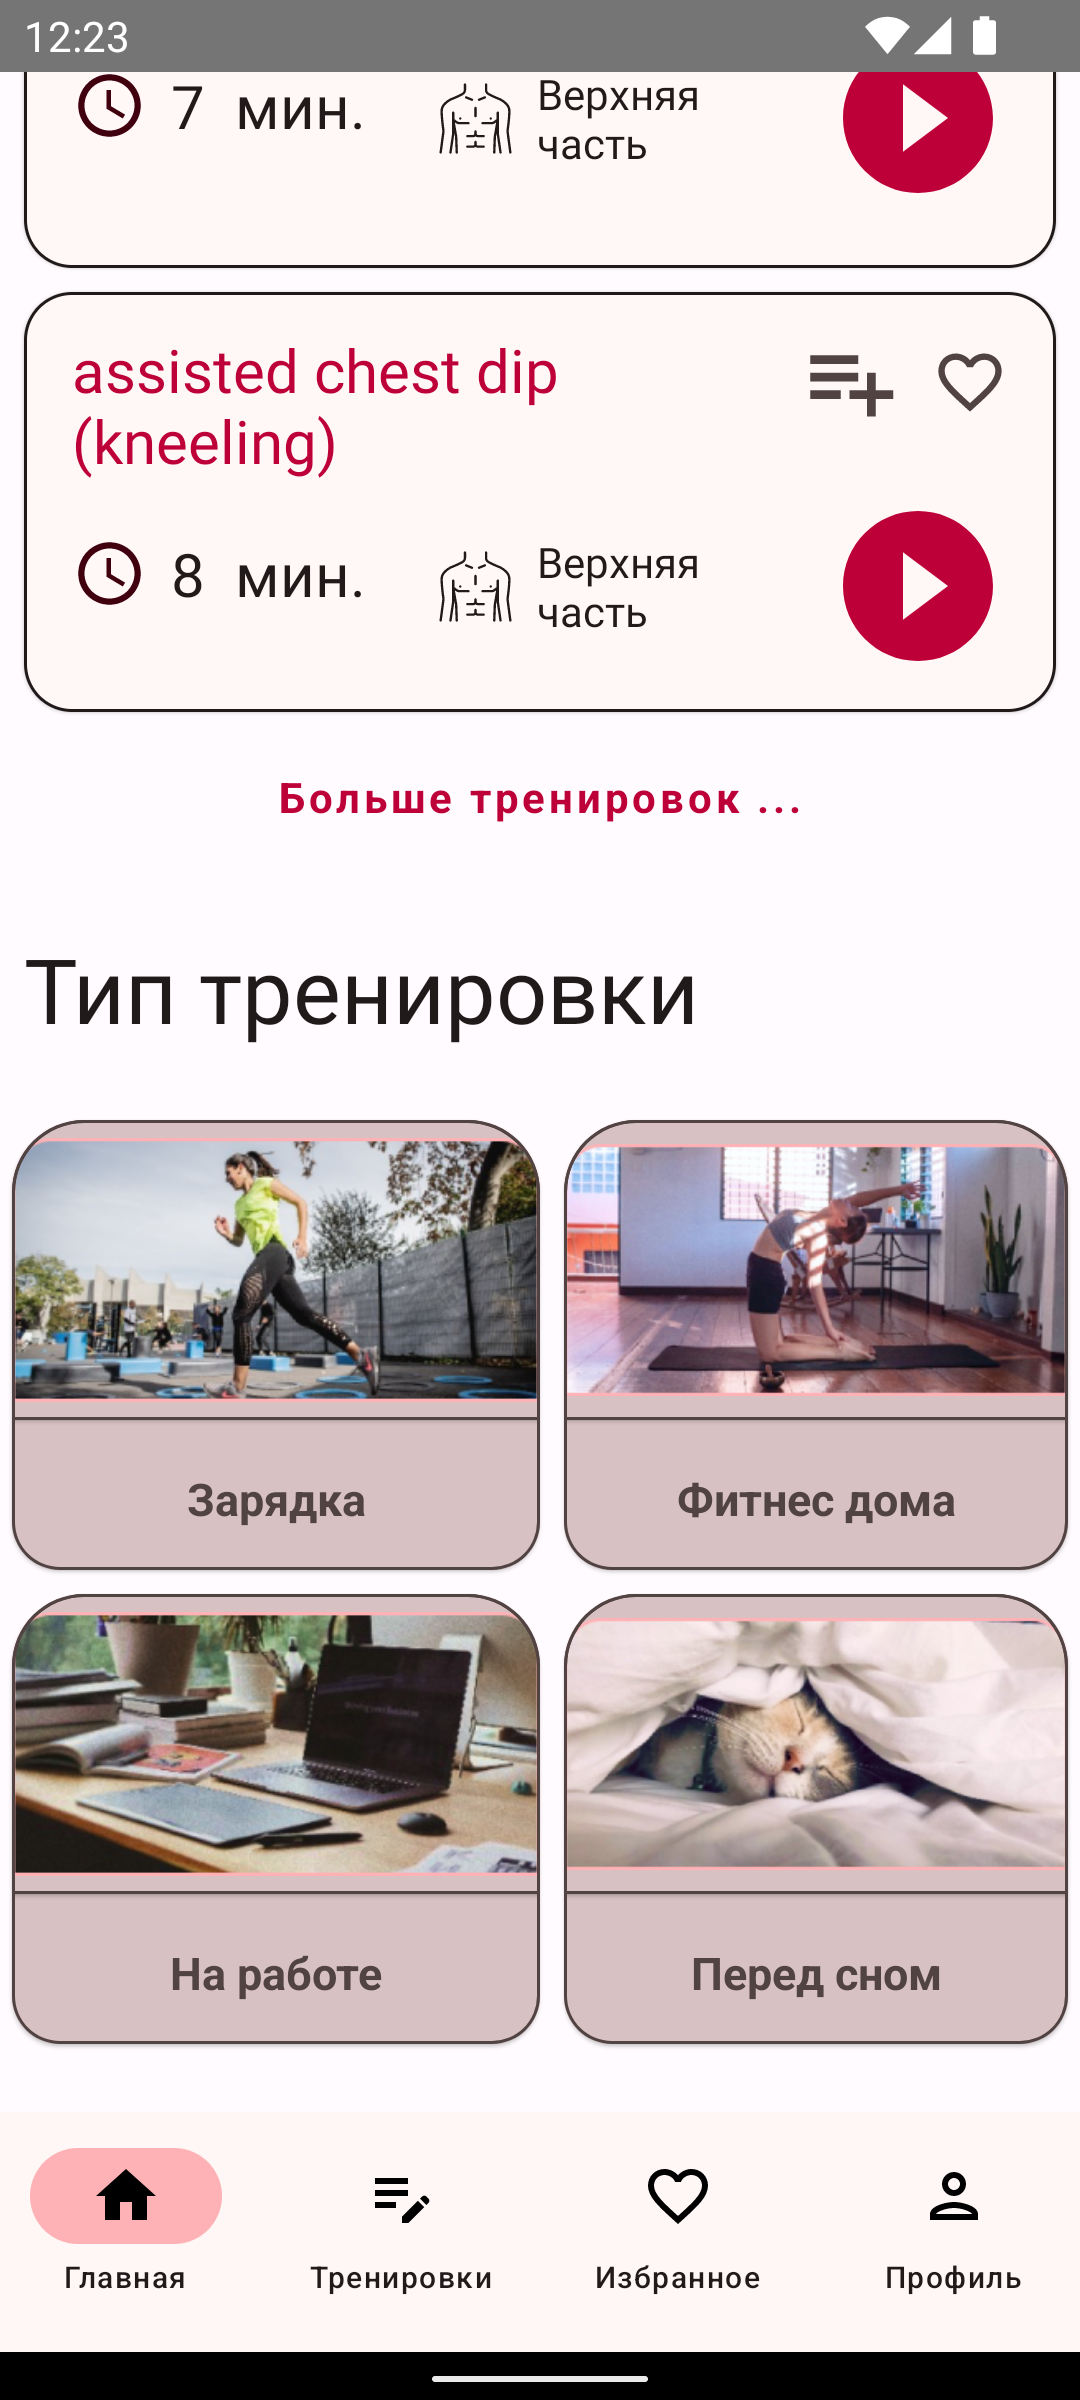 12:23
7 мин.
Верхняя
часть
assisted chest dip
(kneeling)
8 мин.
Верхняя
часть
Больше тренировок ...
Тип тренировки
Зарядка
Фитнес дома
На работе
Перед сном
Главная
Тренировки
Избранное
Профиль